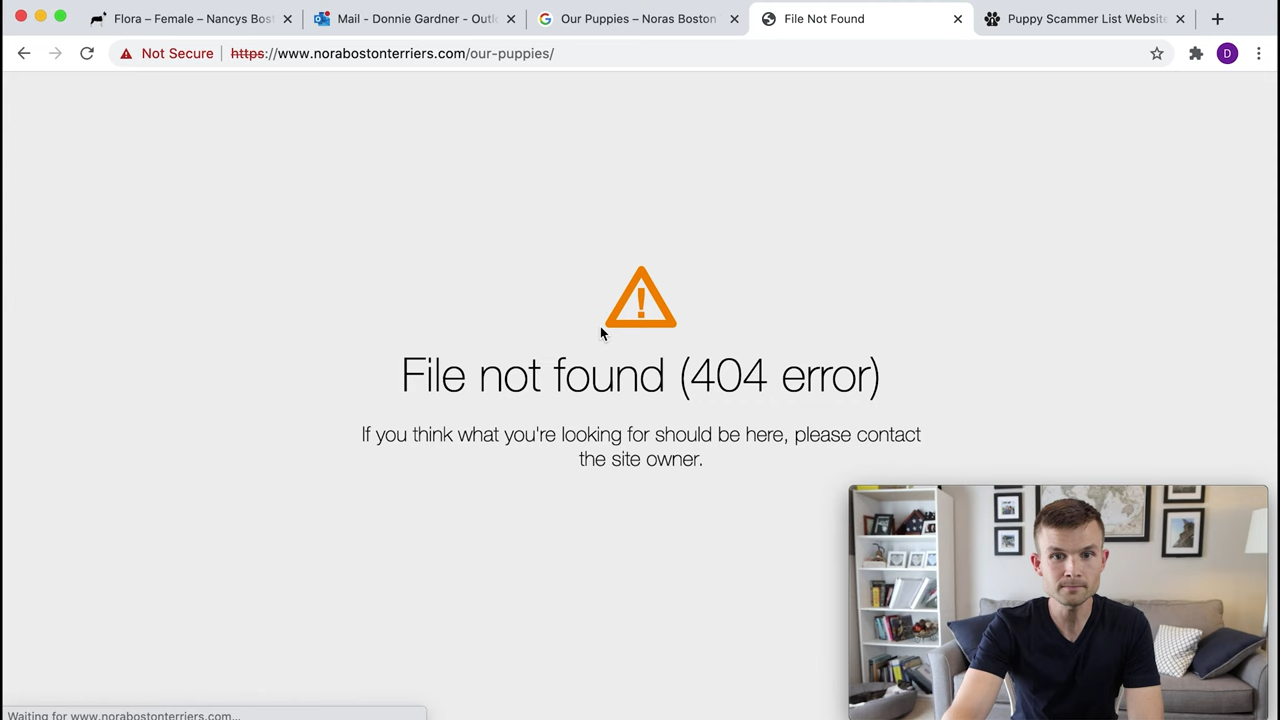 Flora – Female – Nancys Bost
Mail - Donnie Gardner - Outlo
Our Puppies – Noras Boston
File Not Found
Puppy Scammer List Website
Not Secure
https://www.norabostonterriers.com/our-puppies/
D
File not found (404 error)
If you think what you're looking for should be here, please contact
the site owner.
Waiting for www.norabostonterriers.com...